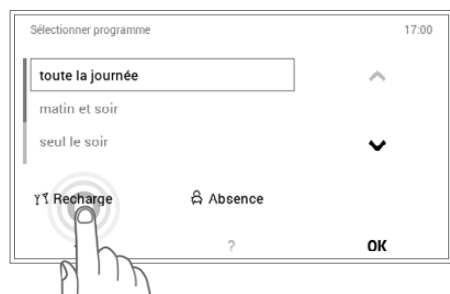 Sélectionner programme 17:00
toute la journée
matin et soir
seul le soir
Recharge Absence
? OK